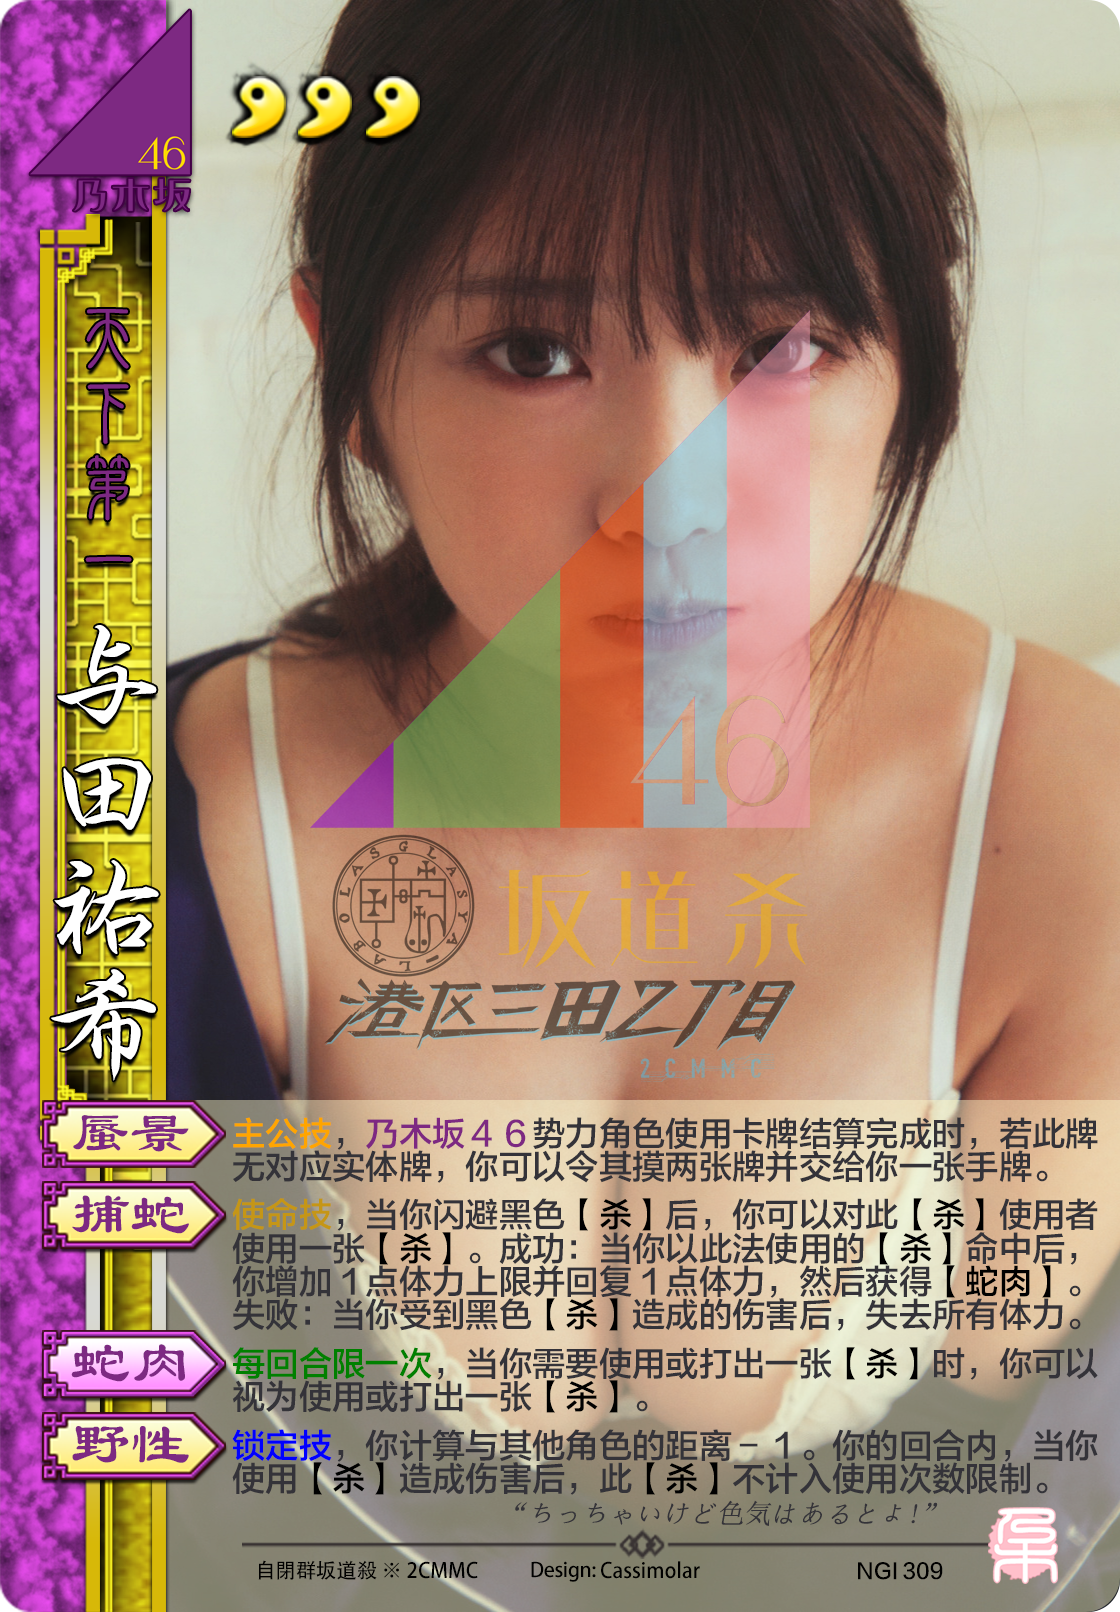 46
乃木坂
天下第一
与田祐希
46
GLASYA-LABOLAS
坂道杀
港区三田2丁目
2CMMC
蜃景
主公技，乃木坂４６势力角色使用卡牌结算完成时，若此牌
无对应实体牌，你可以令其摸两张牌并交给你一张手牌。
捕蛇
使命技，当你闪避黑色【杀】后，你可以对此【杀】使用者
使用一张【杀】。成功：当你以此法使用的【杀】命中后，
你增加１点体力上限并回复１点体力，然后获得【蛇肉】。
失败：当你受到黑色【杀】造成的伤害后，失去所有体力。
蛇肉
每回合限一次，当你需要使用或打出一张【杀】时，你可以
视为使用或打出一张【杀】。
野性
锁定技，你计算与其他角色的距离－１。你的回合内，当你
使用【杀】造成伤害后，此【杀】不计入使用次数限制。
“ちっちゃいけど色気はあるとよ！”
自閉群坂道殺 ※ 2CMMC
Design: Cassimolar
NGI 309